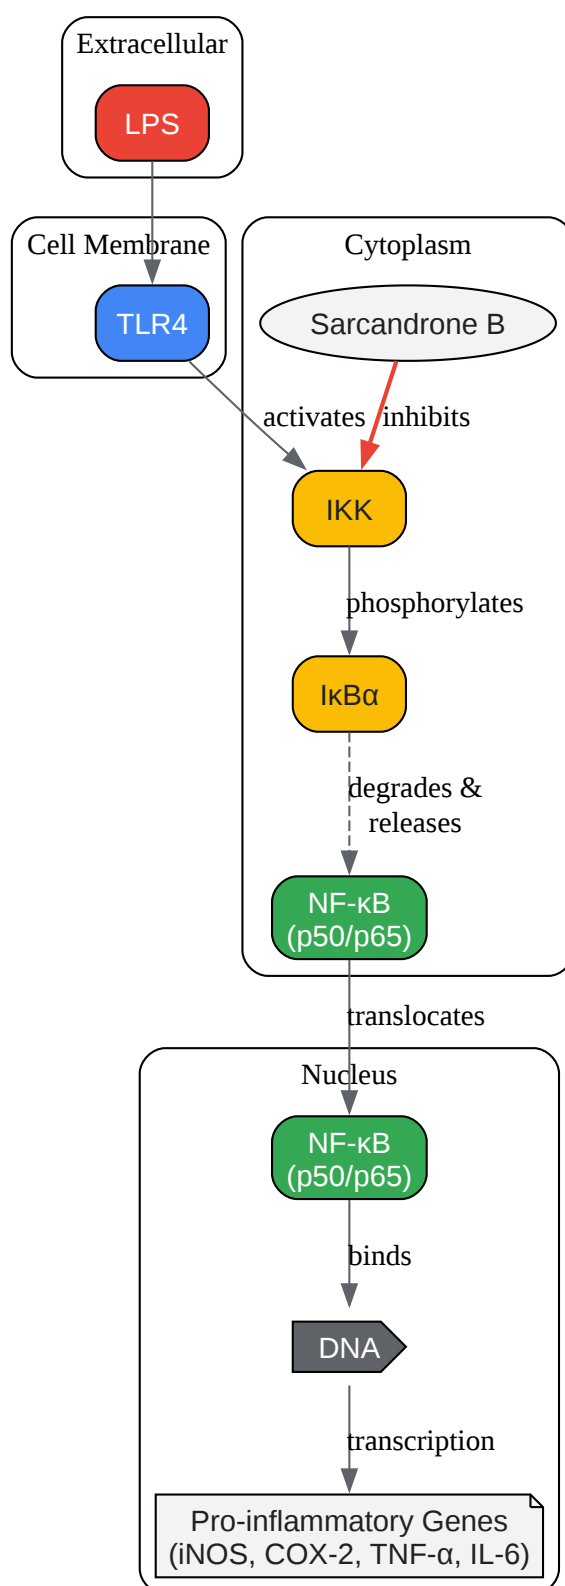 Extracellular
LPS
Cell Membrane
TLR4
Cytoplasm
Sarcandrone B
activates
inhibits
IKK
phosphorylates
IκBα
degrades &
releases
NF-κB
(p50/p65)
translocates
Nucleus
NF-κB
(p50/p65)
binds
DNA
transcription
Pro-inflammatory Genes
(iNOS, COX-2, TNF-α, IL-6)